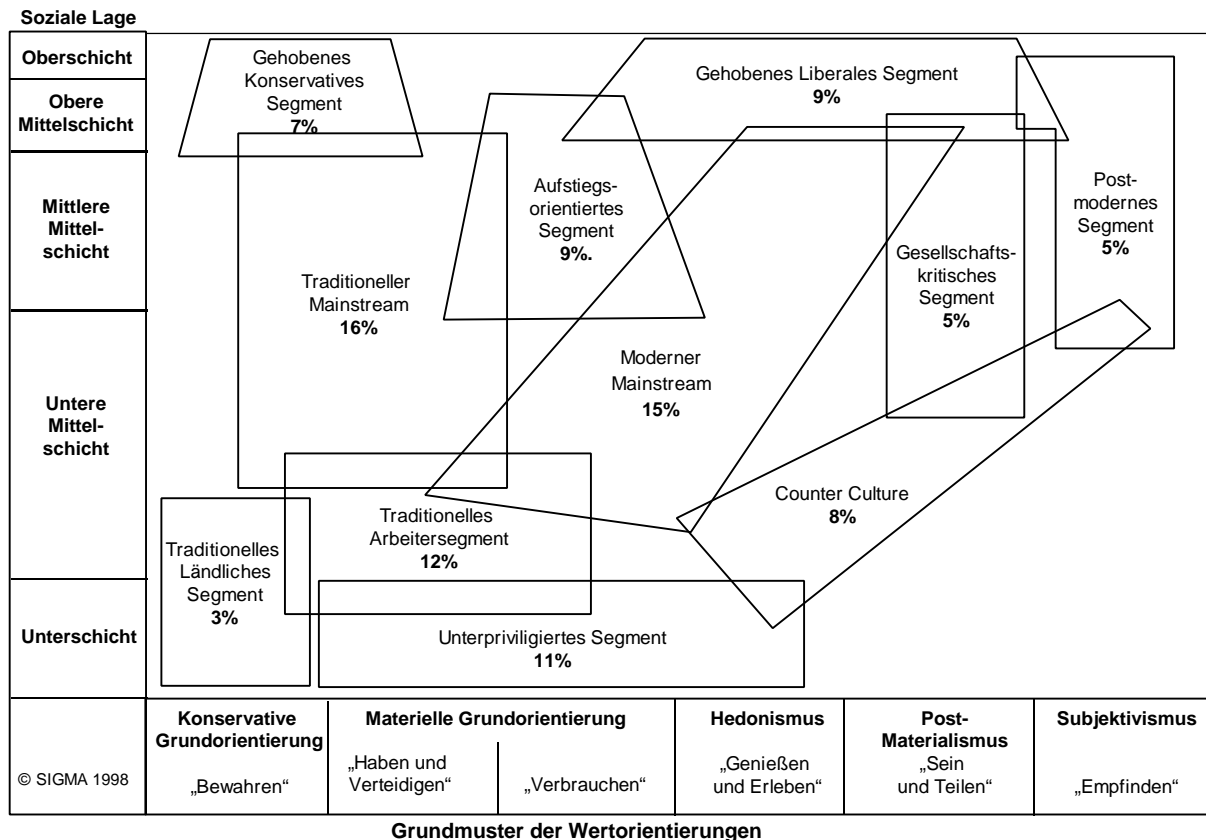 Soziale Lage
Oberschicht
Obere
Mittelschicht
Mittlere
Mittel-
schicht
Untere
Mittel-
schicht
Unterschicht
© SIGMA 1998
Gehobenes
Konservatives
Segment
7%
Gehobenes Liberales Segment
9%
Aufstiegs-
orientiertes
Segment
9%.
Post-
modernes
Segment
5%
Traditioneller
Mainstream
16%
Gesellschafts-
kritisches
Segment
5%
Moderner
Mainstream
15%
Counter Culture
8%
Traditionelles
Arbeitersegment
12%
Traditionelles
Ländliches
Segment
3%
Unterpriviligiertes Segment
11%
Konservative
Grundorientierung
„Bewahren“
Materielle Grundorientierung
„Haben und
Verteidigen“
„Verbrauchen“
Hedonismus
„Genießen
und Erleben“
Post-
Materialismus
„Sein
und Teilen“
Subjektivismus
„Empfinden“
Grundmuster der Wertorientierungen